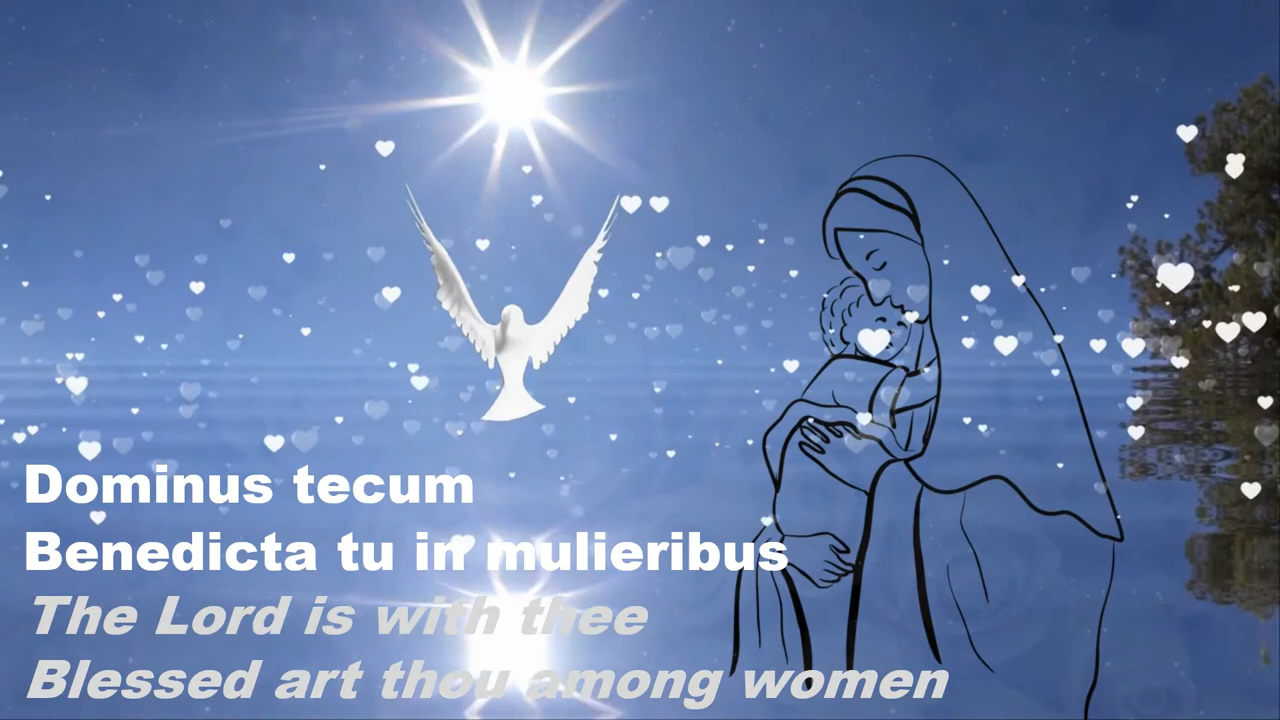 Dominus tecum
Benedicta tu in mulieribus
The Lord is with thee
Blessed art thou among women